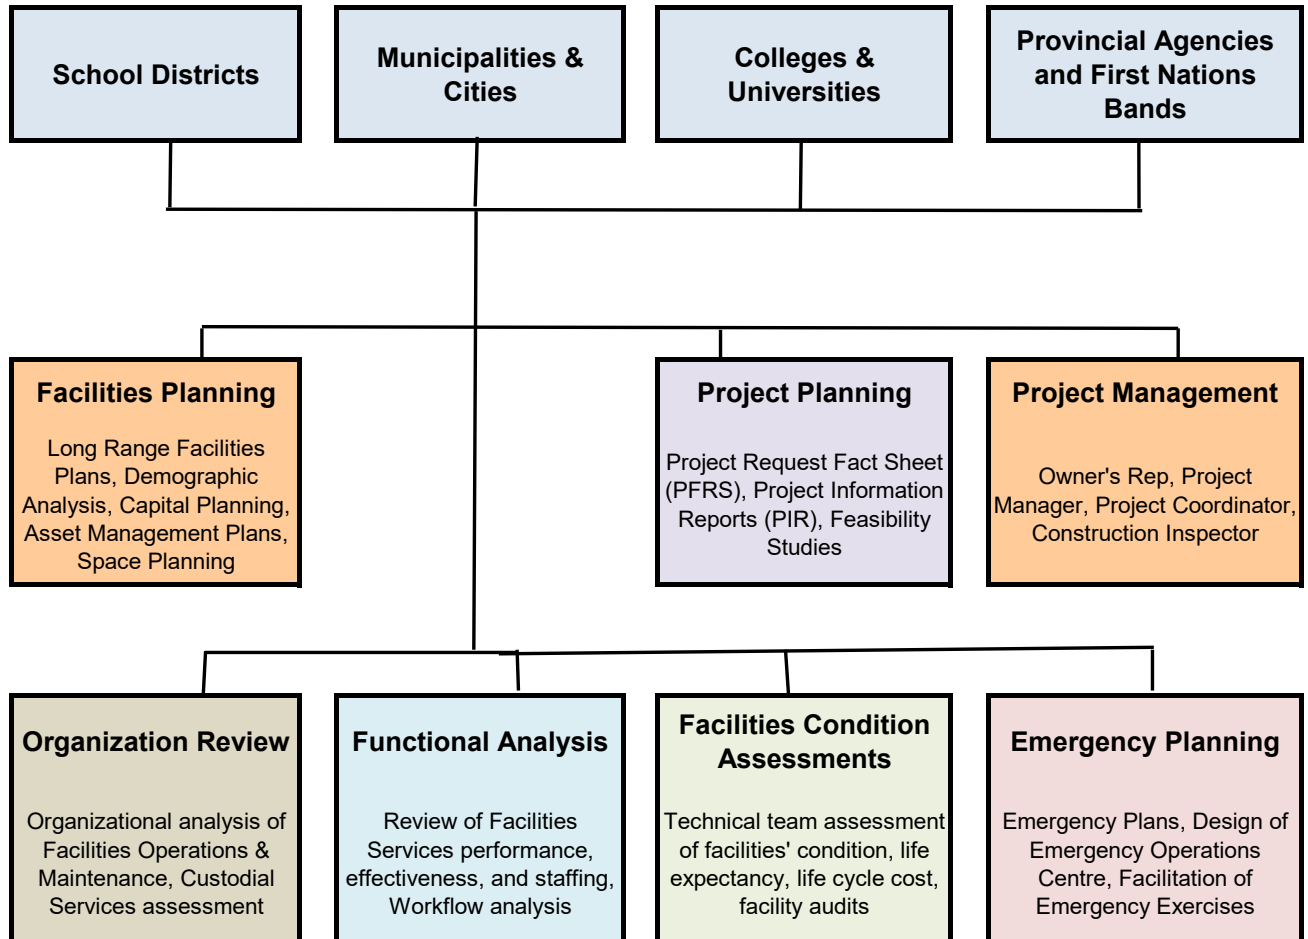 School Districts
Municipalities &
Cities
Colleges &
Universities
Provincial Agencies
and First Nations
Bands
Facilities Planning
Long Range Facilities
Plans, Demographic
Analysis, Capital Planning,
Asset Management Plans,
Space Planning
Project Planning
Project Request Fact Sheet
(PFRS), Project Information
Reports (PIR), Feasibility
Studies
Project Management
Owner's Rep, Project
Manager, Project Coordinator,
Construction Inspector
Organization Review
Organizational analysis of
Facilities Operations &
Maintenance, Custodial
Services assessment
Functional Analysis
Review of Facilities
Services performance,
effectiveness, and staffing,
Workflow analysis
Facilities Condition
Assessments
Technical team assessment
of facilities' condition, life
expectancy, life cycle cost,
facility audits
Emergency Planning
Emergency Plans, Design of
Emergency Operations
Centre, Facilitation of
Emergency Exercises